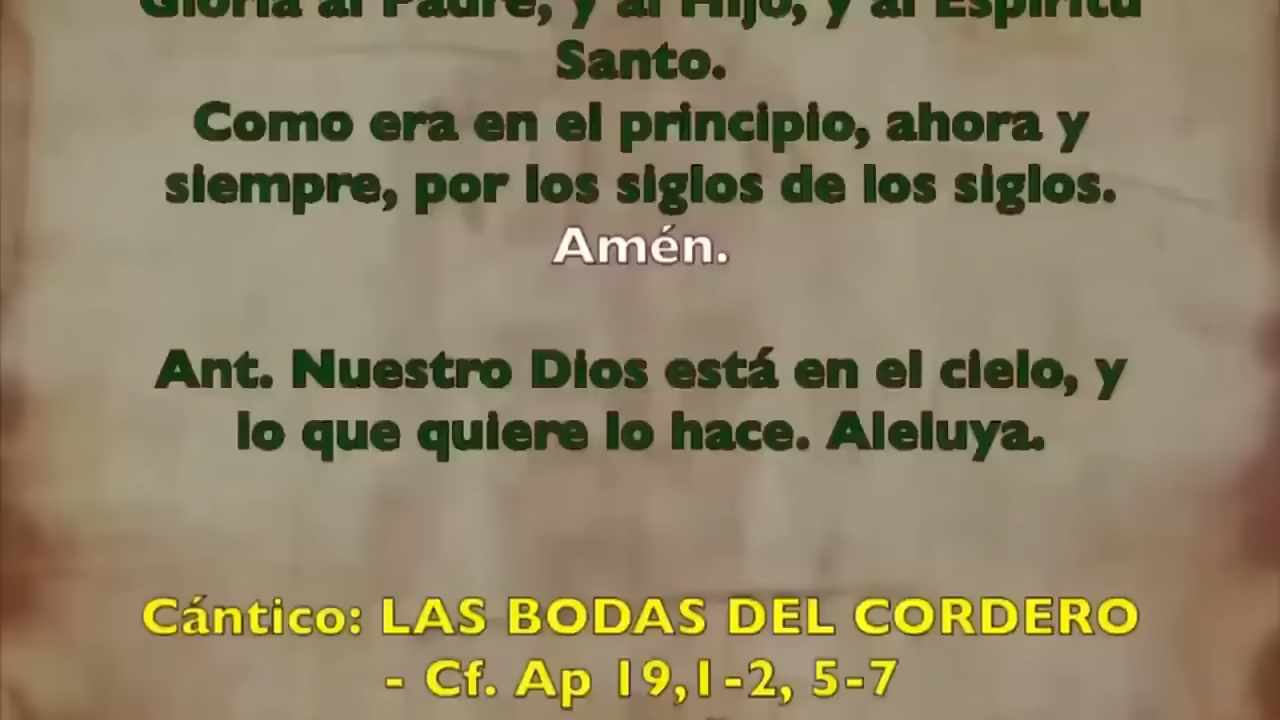 Gloria al Padre, y al Hijo, y al Espíritu
Santo.
Como era en el principio, ahora y
siempre, por los siglos de los siglos.
Amén.
Ant. Nuestro Dios está en el cielo, y
lo que quiere lo hace. Aleluya.
Cántico: LAS BODAS DEL CORDERO
- Cf. Ap 19,1-2, 5-7